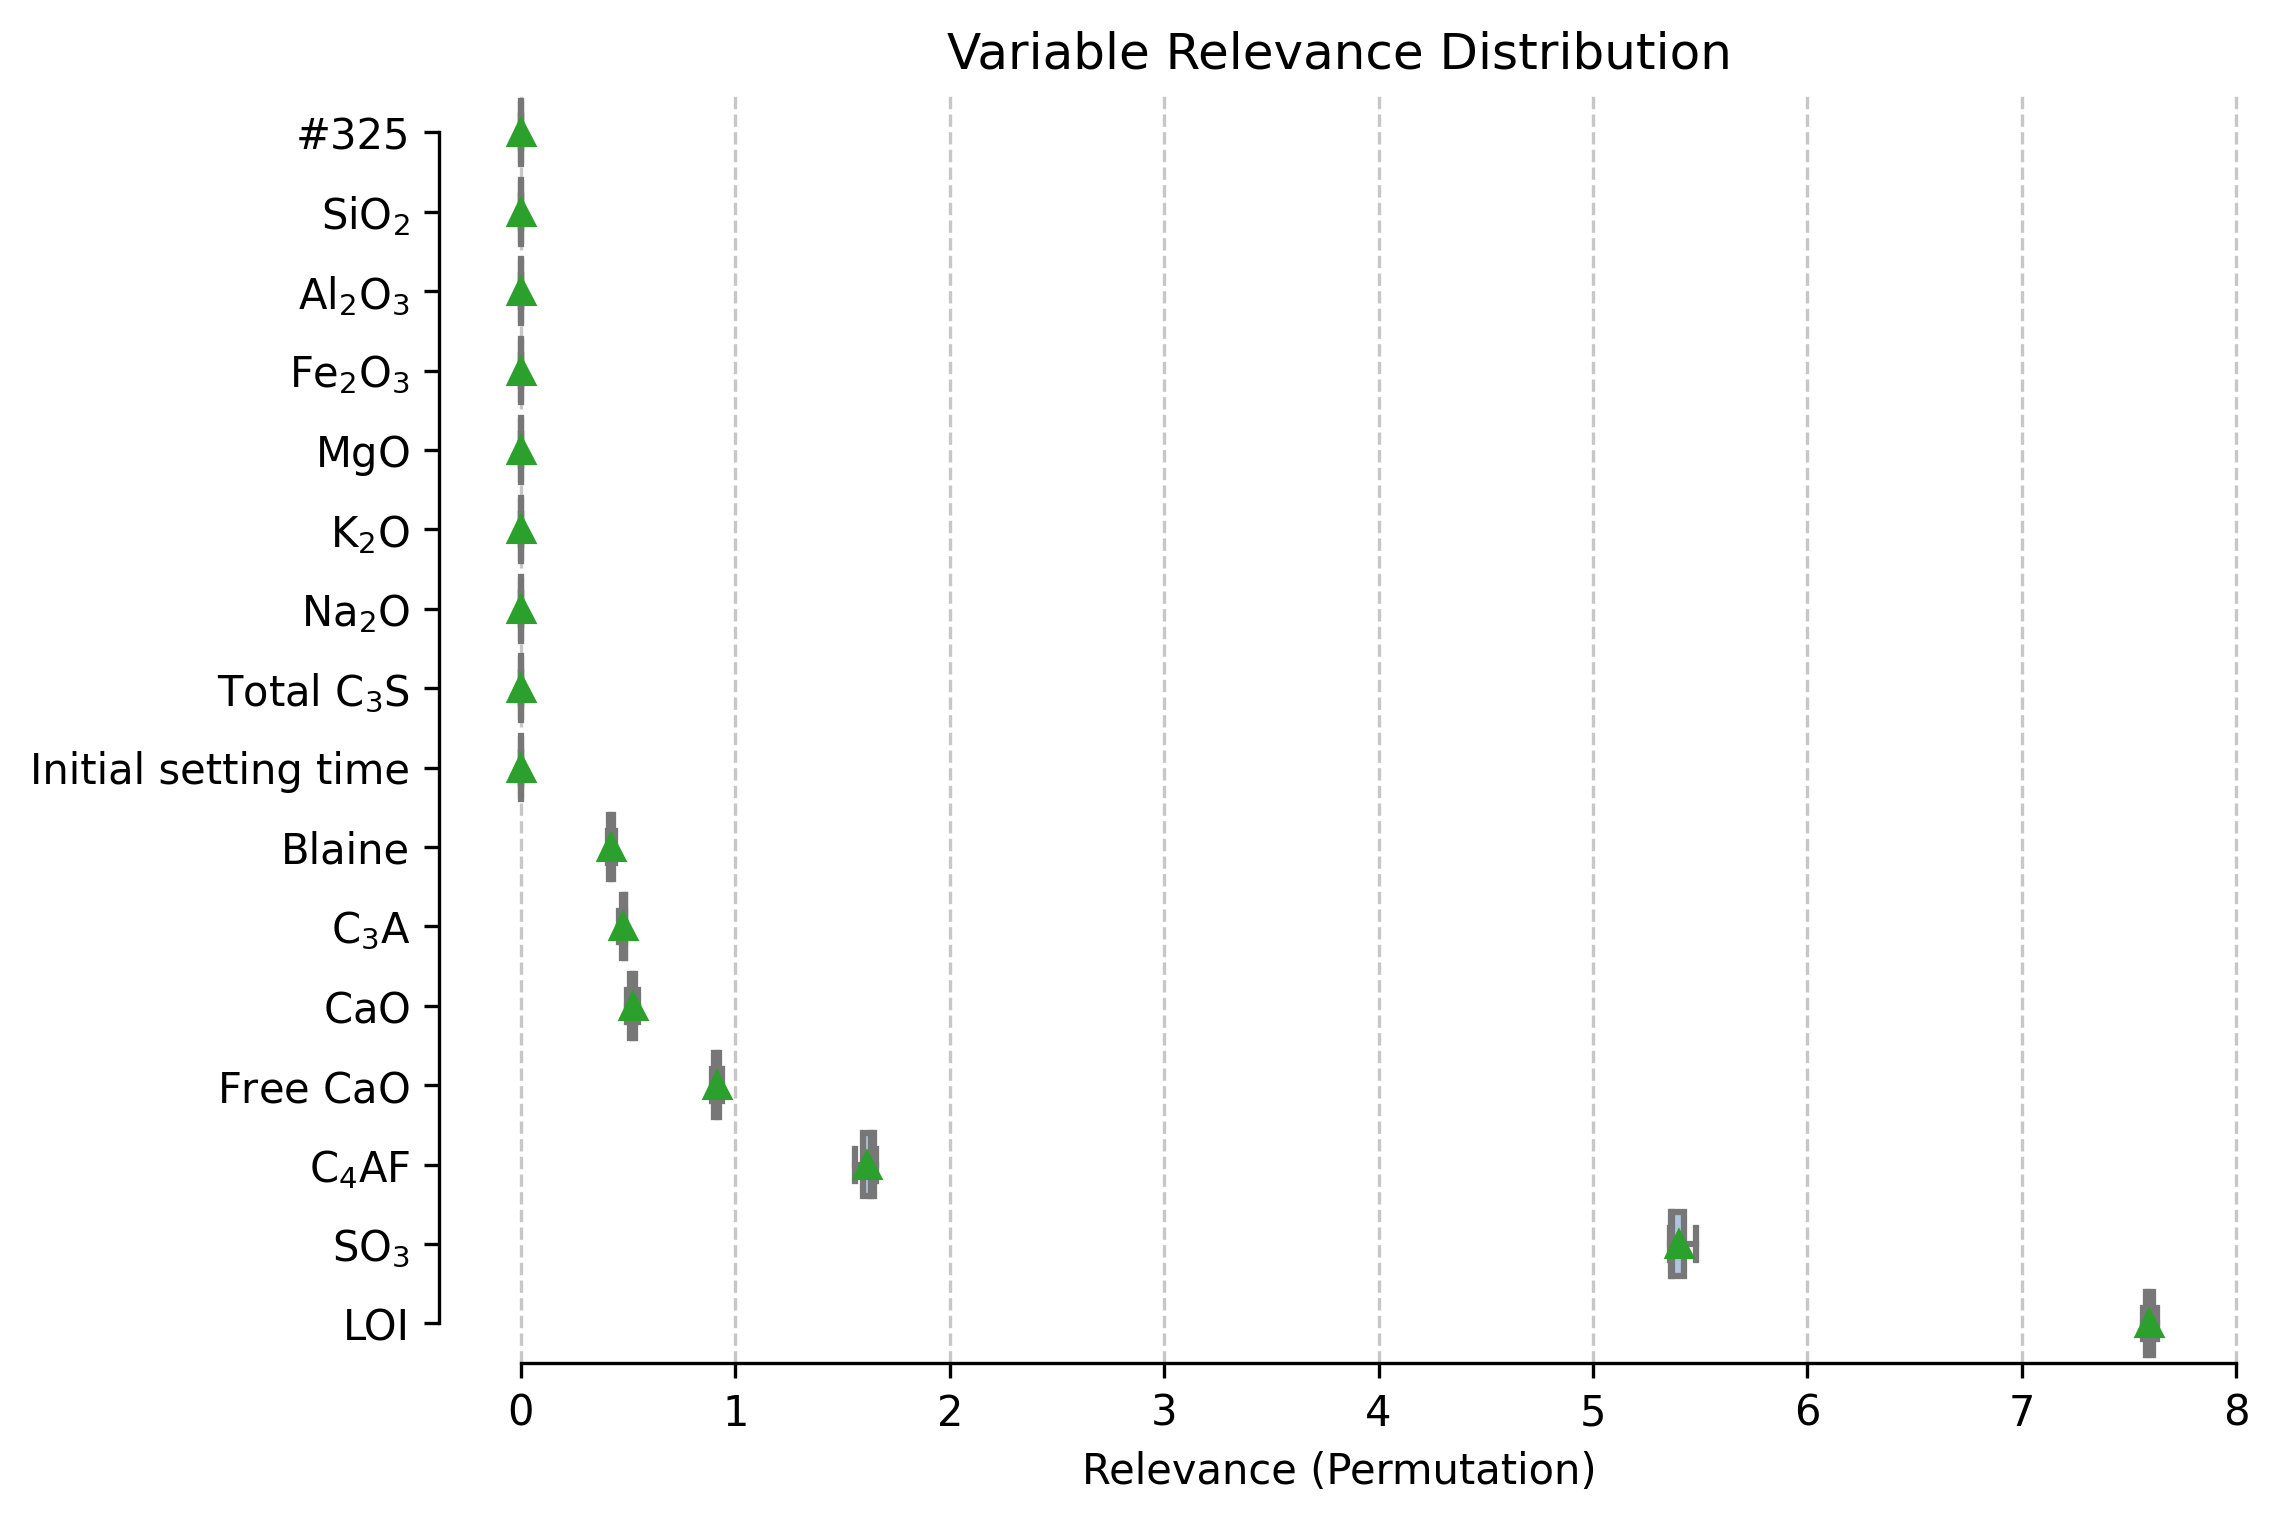 Variable Relevance Distribution
#325
SiO₂
Al₂O₃
Fe₂O₃
MgO
K₂O
Na₂O
Total C₃S
Initial setting time
Blaine
C₃A
CaO
Free CaO
C₄AF
SO₃
LOI
0 1 2 3 4 5 6 7 8
Relevance (Permutation)